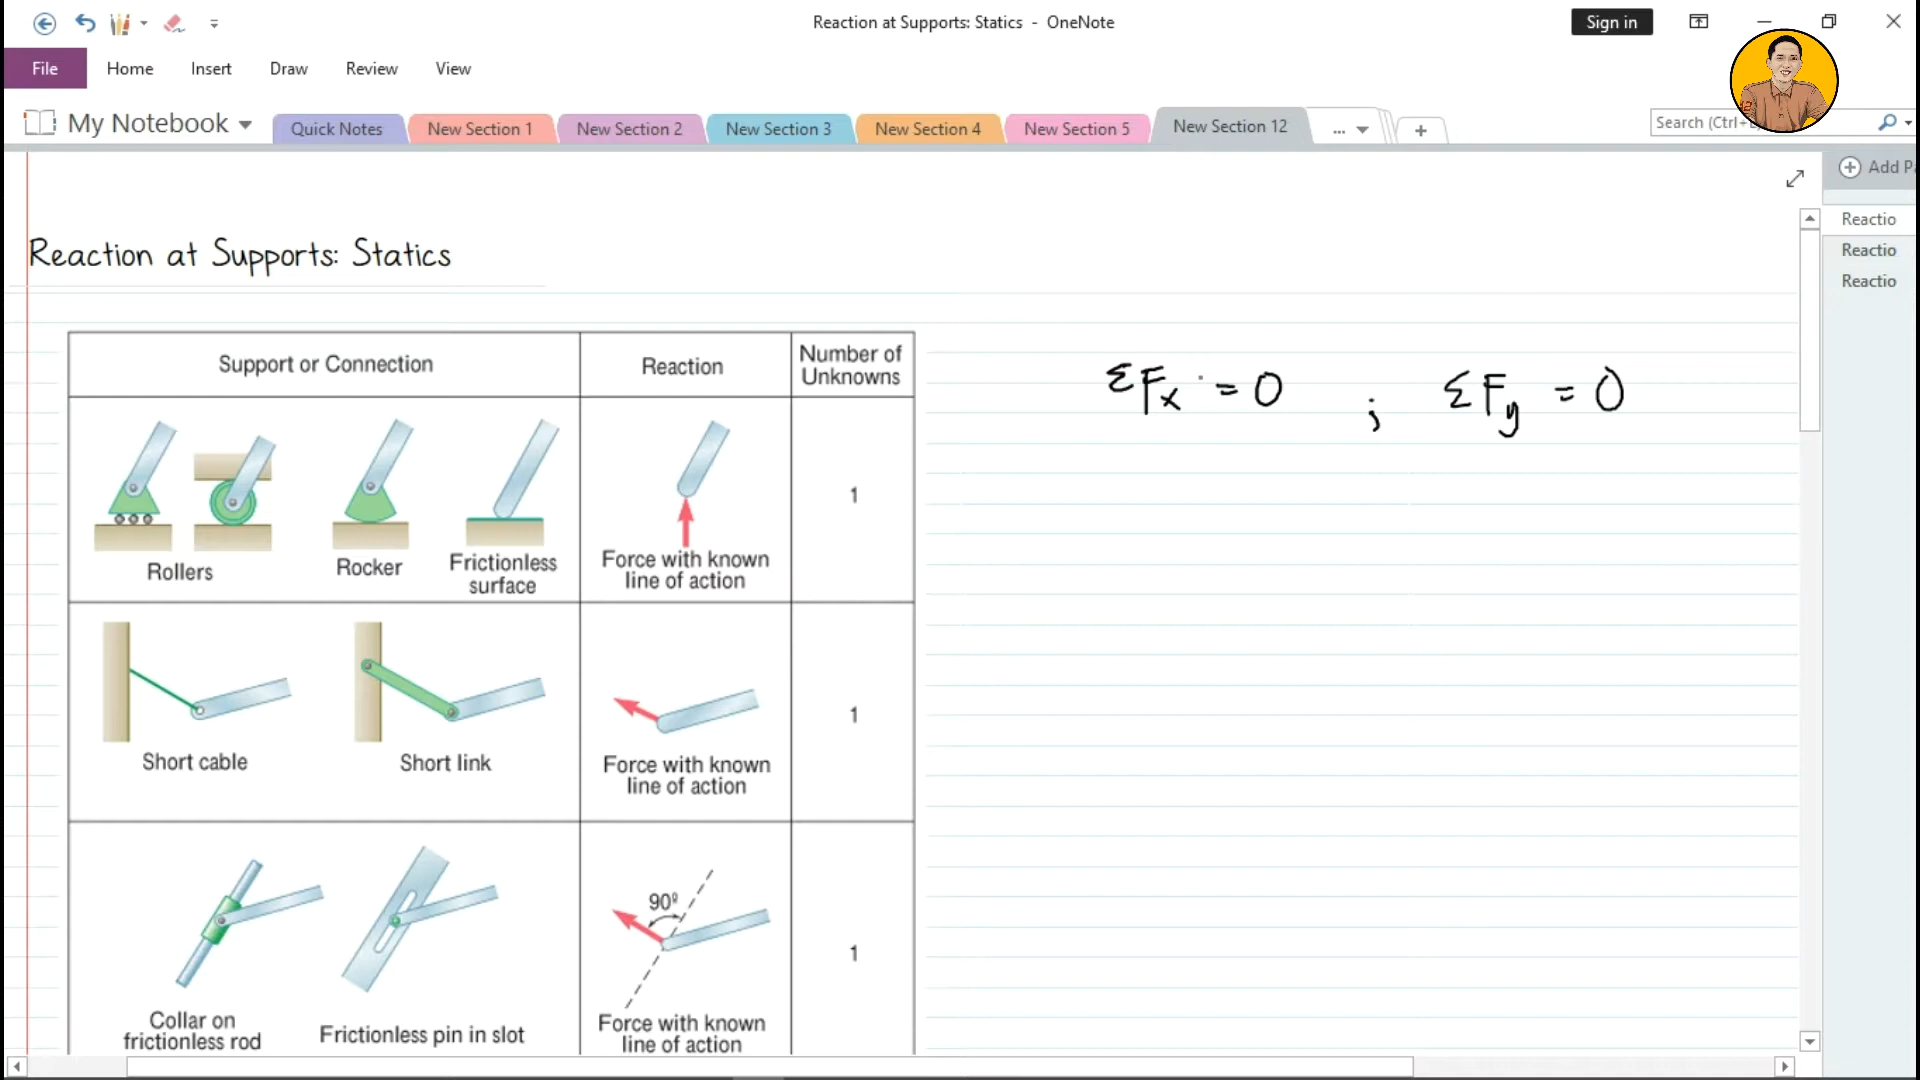 Reaction at Supports: Statics - OneNote
Sign in
File Home Insert Draw Review View
My Notebook
Quick Notes New Section 1 New Section 2 New Section 3 New Section 4 New Section 5 New Section 12 ... +
Search (Ctrl+
Add P
Reactio
Reactio
Reactio
Reaction at Supports: Statics
Support or Connection
Reaction
Number of
Unknowns
Rollers
Rocker
Frictionless
surface
Force with known
line of action
1
Short cable
Short link
Force with known
line of action
1
90º
Collar on
frictionless rod
Frictionless pin in slot
Force with known
line of action
1
ΣFx = 0 ; ΣFy = 0